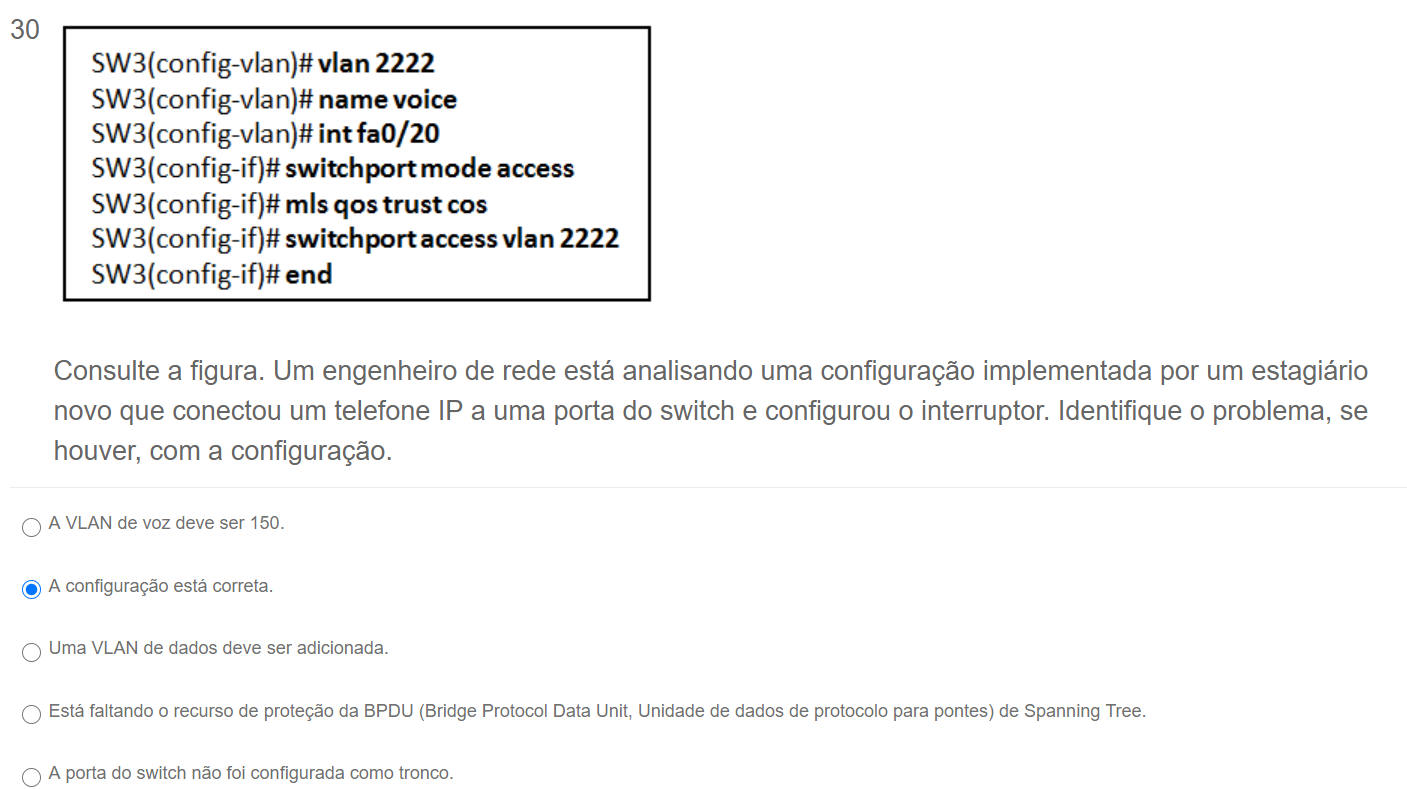 30
SW3(config-vlan)# vlan 2222
SW3(config-vlan)# name voice
SW3(config-vlan)# int fa0/20
SW3(config-if)# switchport mode access
SW3(config-if)# mls qos trust cos
SW3(config-if)# switchport access vlan 2222
SW3(config-if)# end
Consulte a figura. Um engenheiro de rede está analisando uma configuração implementada por um estagiário
novo que conectou um telefone IP a uma porta do switch e configurou o interruptor. Identifique o problema, se
houver, com a configuração.
A VLAN de voz deve ser 150.
A configuração está correta.
Uma VLAN de dados deve ser adicionada.
Está faltando o recurso de proteção da BPDU (Bridge Protocol Data Unit, Unidade de dados de protocolo para pontes) de Spanning Tree.
A porta do switch não foi configurada como tronco.